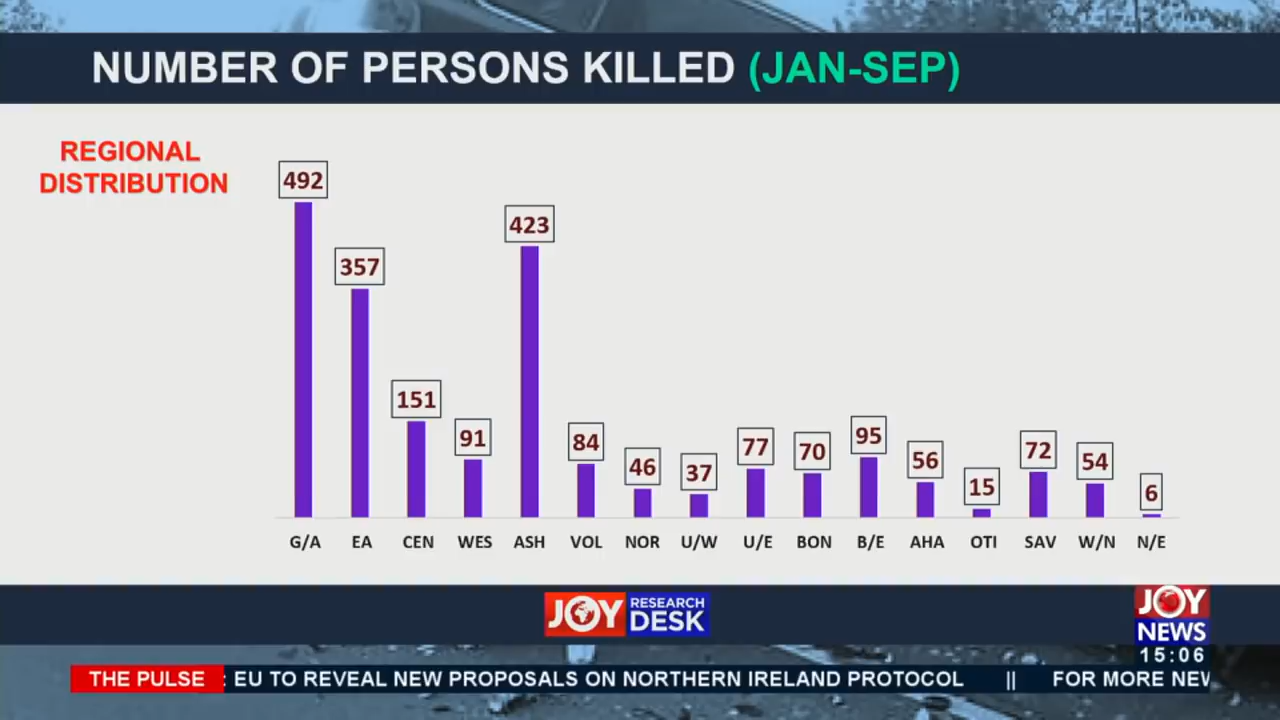 NUMBER OF PERSONS KILLED (JAN-SEP)
REGIONAL
DISTRIBUTION
492
357
151
91
423
84
46
37
77
70
95
56
15
72
54
6
G/A EA CEN WES ASH VOL NOR U/W U/E BON B/E AHA OTI SAV W/N N/E
JOY RESEARCH DESK
JOY
NEWS
15:06
THE PULSE : EU TO REVEAL NEW PROPOSALS ON NORTHERN IRELAND PROTOCOL || FOR MORE NEW